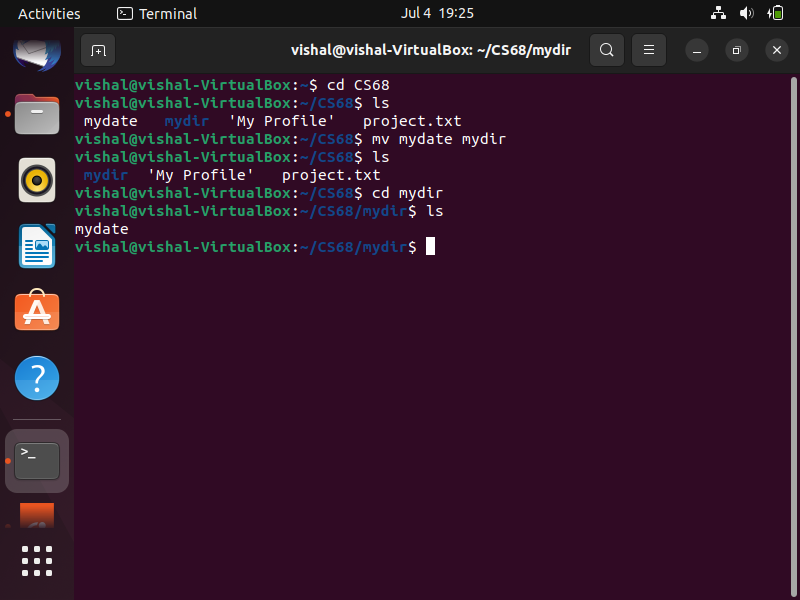 Activities Terminal Jul 4 19:25
vishal@vishal-VirtualBox: ~/CS68/mydir
vishal@vishal-VirtualBox:~$ cd CS68
vishal@vishal-VirtualBox:~/CS68$ ls
mydate mydir 'My Profile' project.txt
vishal@vishal-VirtualBox:~/CS68$ mv mydate mydir
vishal@vishal-VirtualBox:~/CS68$ ls
mydir 'My Profile' project.txt
vishal@vishal-VirtualBox:~/CS68$ cd mydir
vishal@vishal-VirtualBox:~/CS68/mydir$ ls
mydate
vishal@vishal-VirtualBox:~/CS68/mydir$